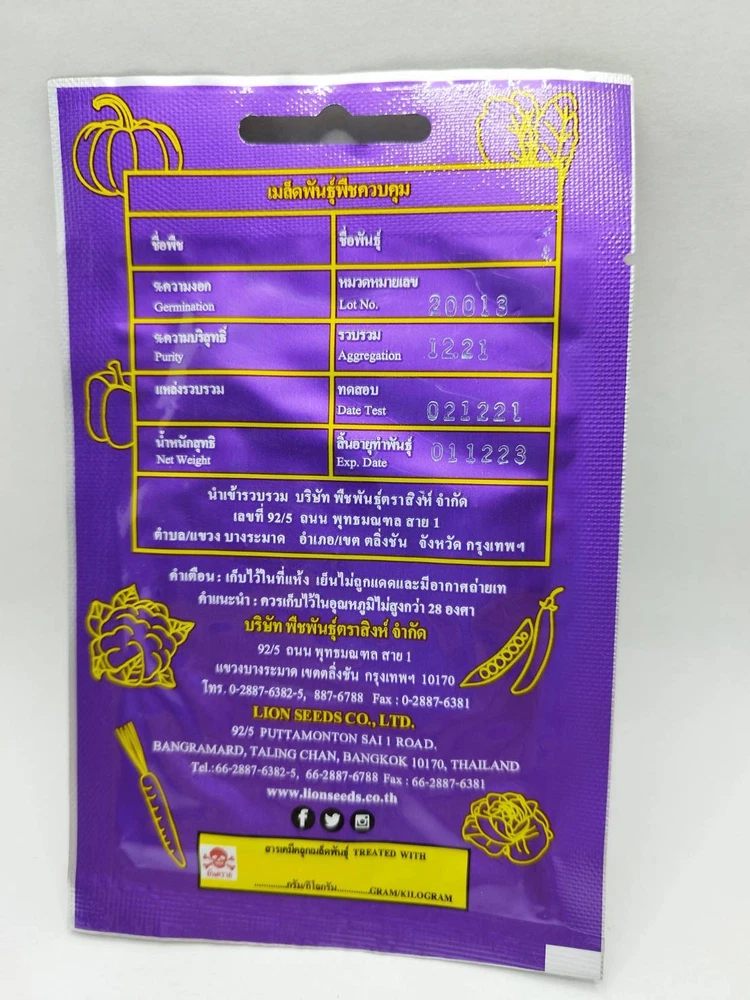 เมล็ดพันธุ์พืชควบคุม
ชื่อพืช
ชื่อพันธุ์
%ความงอก
Germination
หมวดหมายเลข
Lot No. 20013
%ความบริสุทธิ์
Purity
รวบรวม
Aggregation 12.21
แหล่งรวบรวม
ทดสอบ
Date Test 021221
น้ำหนักสุทธิ
Net Weight
สิ้นอายุทำพันธุ์
Exp. Date 011223
นำเข้ารวบรวม บริษัท พืชพันธุ์ตราสิงห์ จำกัด
เลขที่ 92/5 ถนน พุทธมณฑล สาย 1
ตำบล/แขวง บางระมาด อำเภอ/เขต ตลิ่งชัน จังหวัด กรุงเทพฯ
คำเตือน : เก็บไว้ในที่แห้ง เย็นไม่ถูกแดดและมีอากาศถ่ายเท
คำแนะนำ : ควรเก็บไว้ในอุณหภูมิไม่สูงกว่า 28 องศา
บริษัท พืชพันธุ์ตราสิงห์ จำกัด
92/5 ถนน พุทธมณฑล สาย 1
แขวงบางระมาด เขตตลิ่งชัน กรุงเทพฯ 10170
โทร. 0-2887-6382-5, 887-6788 Fax : 0-2887-6381
LION SEEDS CO., LTD.
92/5 PUTTAMONTON SAI 1 ROAD.
BANGRAMARD, TALING CHAN, BANGKOK 10170, THAILAND
Tel.:66-2887-6382-5, 66-2887-6788 Fax : 66-2887-6381
www.lionseeds.co.th
สารเคมีคลุกเมล็ดพันธุ์ TREATED WITH
อันตราย
..............กรัม/กิโลกรัม..............GRAM/KILOGRAM